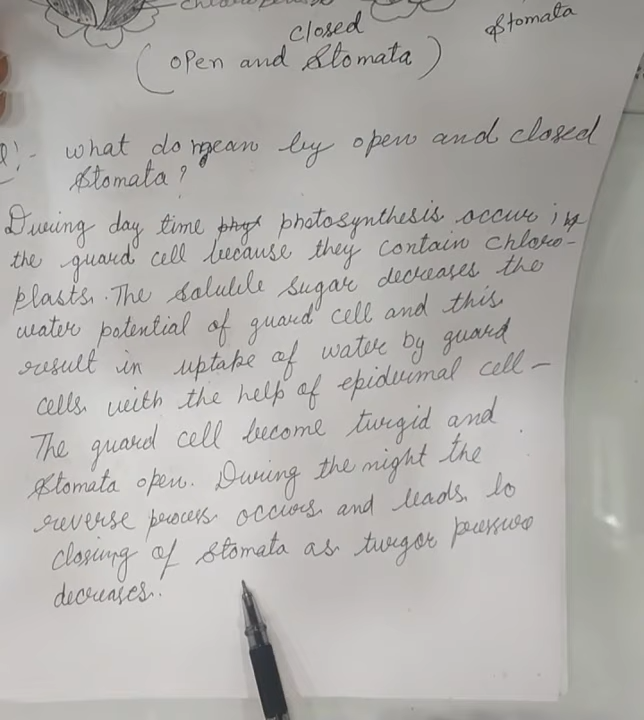 Stomata
closed
(open and Stomata)
Q:- what do mean by open and closed
Stomata?
During day time photosynthesis occur in
the guard cell because they contain chloro-
plasts. The soluble sugar decreases the
water potential of guard cell and this
result in uptake of water by guard
cells with the help of epidermal cell-
The guard cell become turgid and
Stomata open. During the night the
reverse process occurs and leads to
closing of Stomata as turgor pressure
decreases.